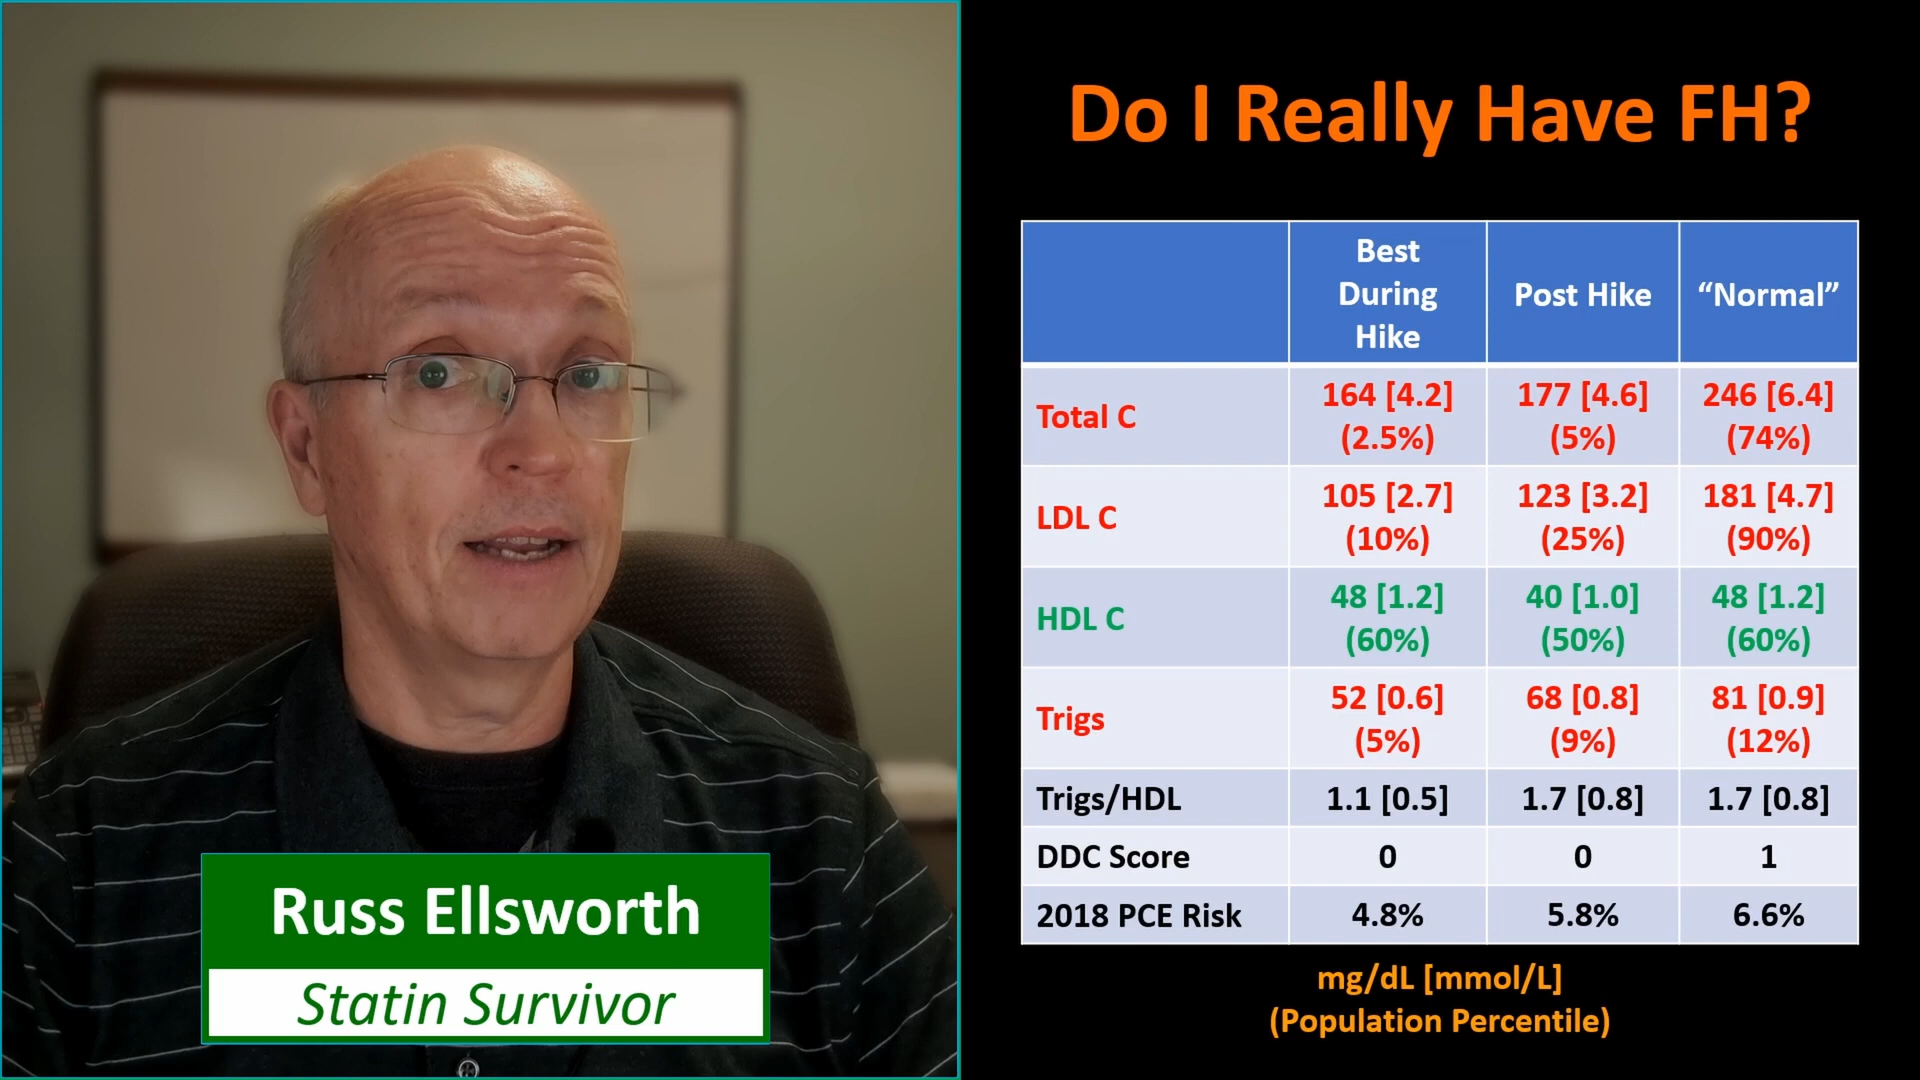 Do I Really Have FH?
Best
During
Hike
Post Hike
“Normal”
Total C
164 [4.2]
(2.5%)
177 [4.6]
(5%)
246 [6.4]
(74%)
LDL C
105 [2.7]
(10%)
123 [3.2]
(25%)
181 [4.7]
(90%)
HDL C
48 [1.2]
(60%)
40 [1.0]
(50%)
48 [1.2]
(60%)
Trigs
52 [0.6]
(5%)
68 [0.8]
(9%)
81 [0.9]
(12%)
Trigs/HDL
1.1 [0.5]
1.7 [0.8]
1.7 [0.8]
DDC Score
0
0
1
2018 PCE Risk
4.8%
5.8%
6.6%
mg/dL [mmol/L]
(Population Percentile)
Russ Ellsworth
Statin Survivor